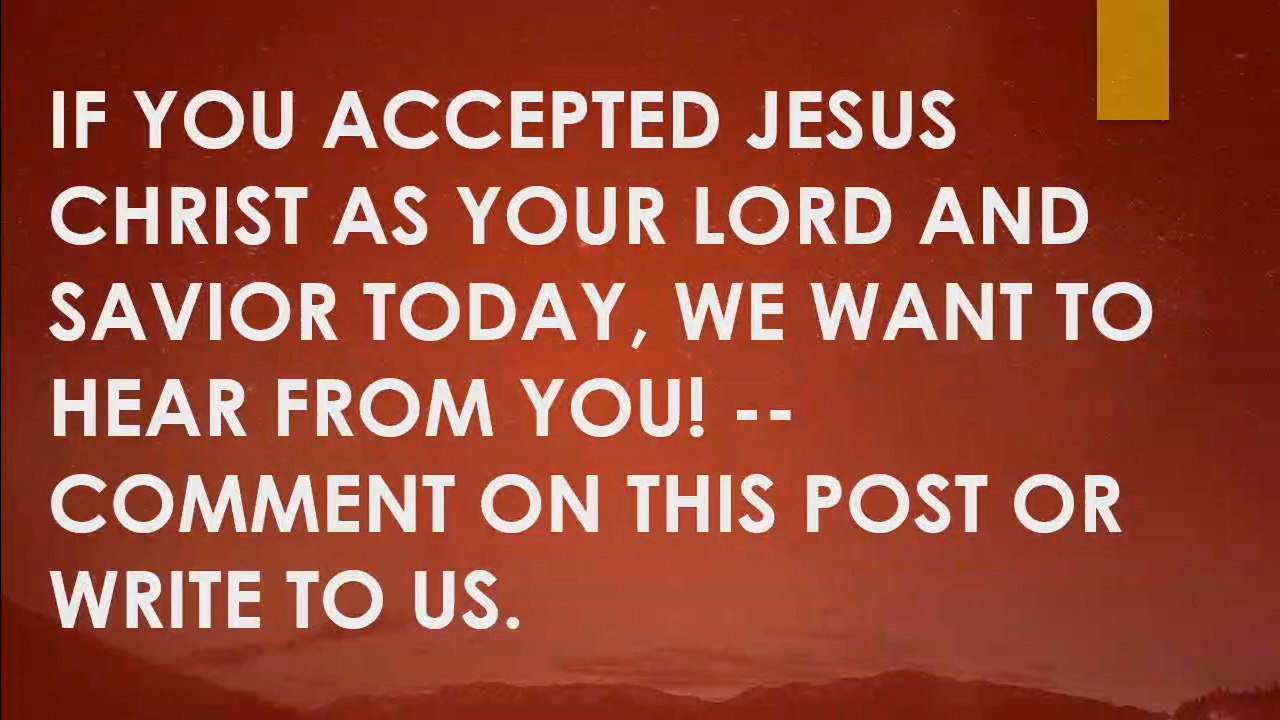 IF YOU ACCEPTED JESUS
CHRIST AS YOUR LORD AND
SAVIOR TODAY, WE WANT TO
HEAR FROM YOU! --
COMMENT ON THIS POST OR
WRITE TO US.